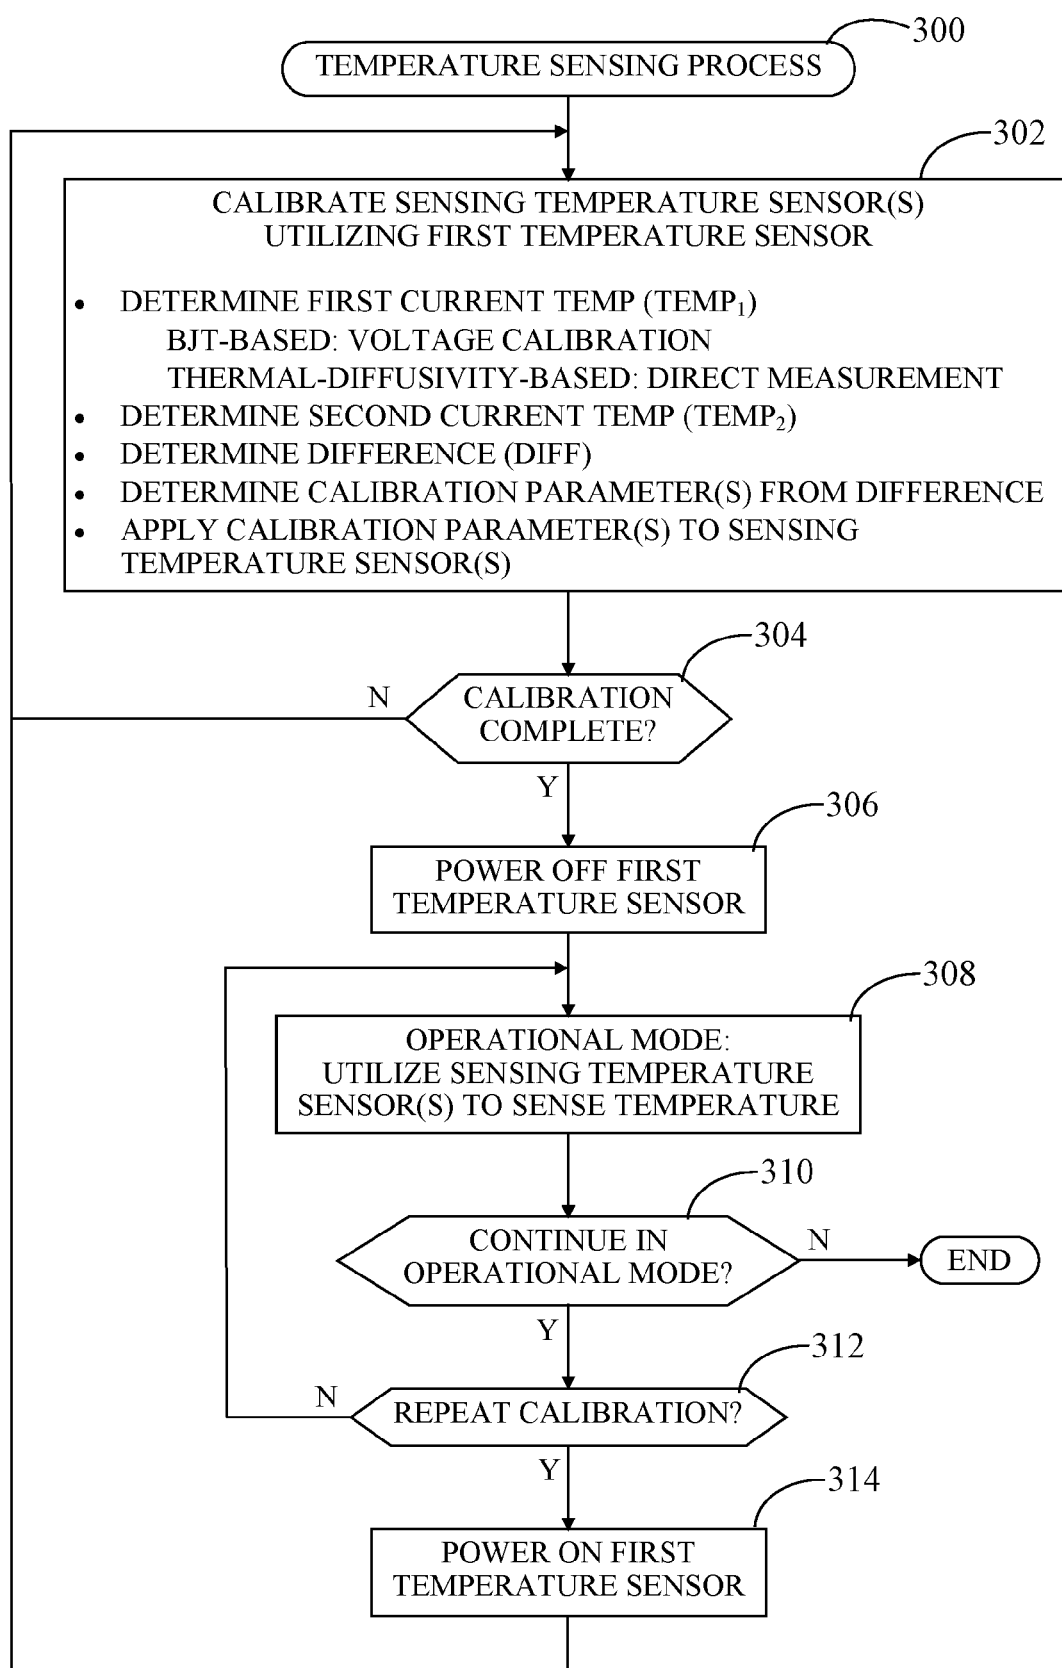 300
TEMPERATURE SENSING PROCESS
302
CALIBRATE SENSING TEMPERATURE SENSOR(S)
UTILIZING FIRST TEMPERATURE SENSOR
• DETERMINE FIRST CURRENT TEMP (TEMP₁)
BJT-BASED: VOLTAGE CALIBRATION
THERMAL-DIFFUSIVITY-BASED: DIRECT MEASUREMENT
• DETERMINE SECOND CURRENT TEMP (TEMP₂)
• DETERMINE DIFFERENCE (DIFF)
• DETERMINE CALIBRATION PARAMETER(S) FROM DIFFERENCE
• APPLY CALIBRATION PARAMETER(S) TO SENSING
TEMPERATURE SENSOR(S)
304
N
CALIBRATION
COMPLETE?
Y
306
POWER OFF FIRST
TEMPERATURE SENSOR
308
OPERATIONAL MODE:
UTILIZE SENSING TEMPERATURE
SENSOR(S) TO SENSE TEMPERATURE
310
CONTINUE IN
OPERATIONAL MODE?
N
END
Y
312
N
REPEAT CALIBRATION?
Y
314
POWER ON FIRST
TEMPERATURE SENSOR